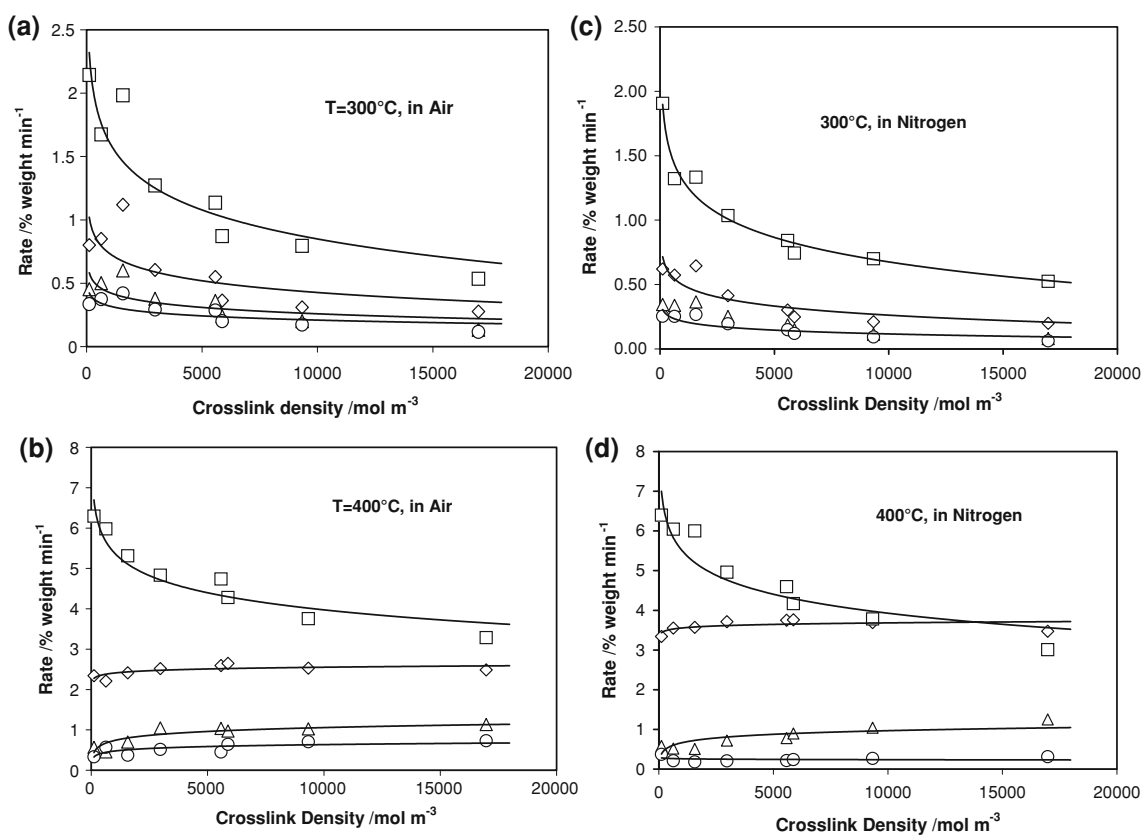 (a)
2.5
2
1.5
1
0.5
0
Rate /% weight min⁻¹
T=300°C, in Air
0 5000 10000 15000 20000
Crosslink density /mol m⁻³
(c)
2.50
2.00
1.50
1.00
0.50
0.00
Rate /% weight min⁻¹
300°C, in Nitrogen
0 5000 10000 15000 20000
Crosslink Density /mol m⁻³
(b)
8
7
6
5
4
3
2
1
0
Rate /% weight min⁻¹
T=400°C, in Air
0 5000 10000 15000 20000
Crosslink Density /mol m⁻³
(d)
8
7
6
5
4
3
2
1
0
Rate /% weight min⁻¹
400°C, in Nitrogen
0 5000 10000 15000 20000
Crosslink Density /mol m⁻³